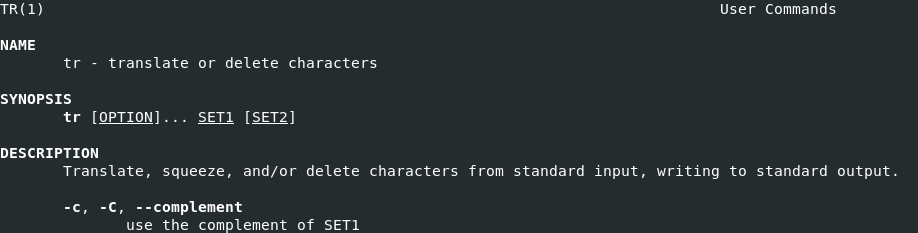 TR(1) User Commands
NAME
tr - translate or delete characters
SYNOPSIS
tr [OPTION]... SET1 [SET2]
DESCRIPTION
Translate, squeeze, and/or delete characters from standard input, writing to standard output.
-c, -C, --complement
use the complement of SET1